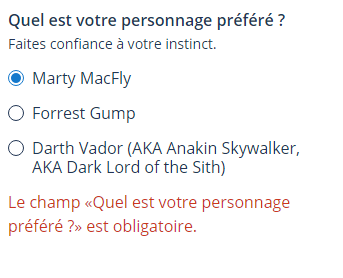 Quel est votre personnage préféré ?
Faites confiance à votre instinct.
Marty MacFly
Forrest Gump
Darth Vador (AKA Anakin Skywalker,
AKA Dark Lord of the Sith)
Le champ «Quel est votre personnage
préféré ?» est obligatoire.